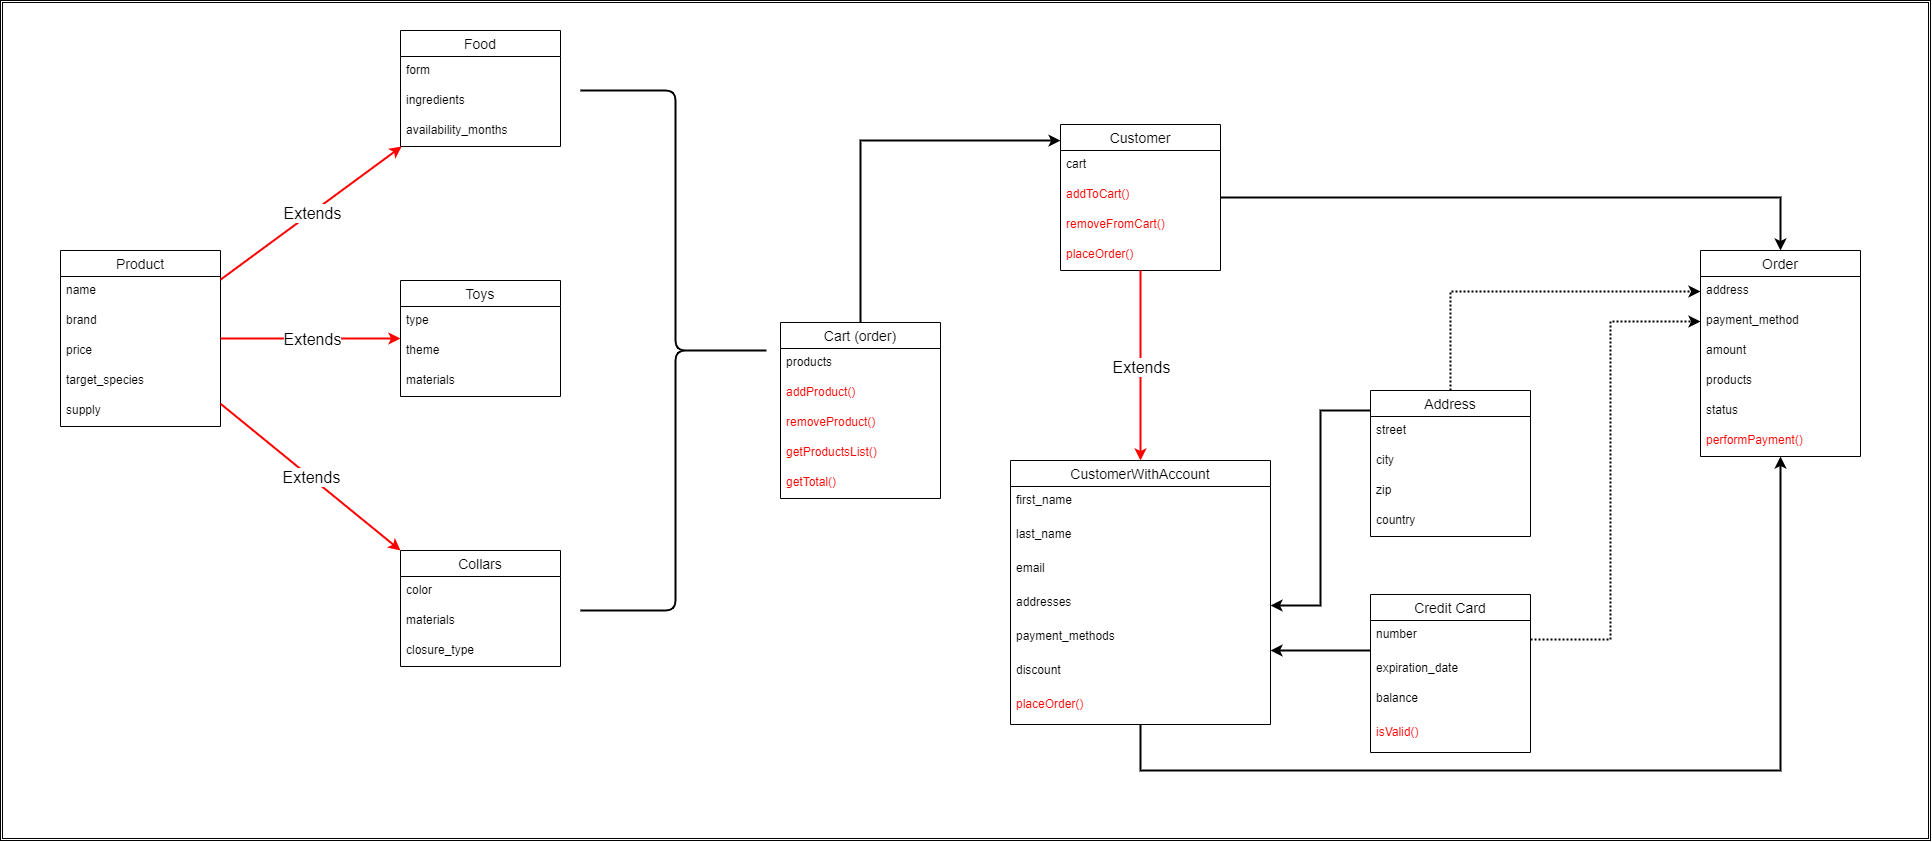 Food
form
ingredients
availability_months
Extends
Product
name
brand
price
target_species
supply
Extends
Toys
type
theme
materials
Extends
Collars
color
materials
closure_type
Cart (order)
products
addProduct()
removeProduct()
getProductsList()
getTotal()
Customer
cart
addToCart()
removeFromCart()
placeOrder()
Extends
CustomerWithAccount
first_name
last_name
email
addresses
payment_methods
discount
placeOrder()
Address
street
city
zip
country
Credit Card
number
expiration_date
balance
isValid()
Order
address
payment_method
amount
products
status
performPayment()